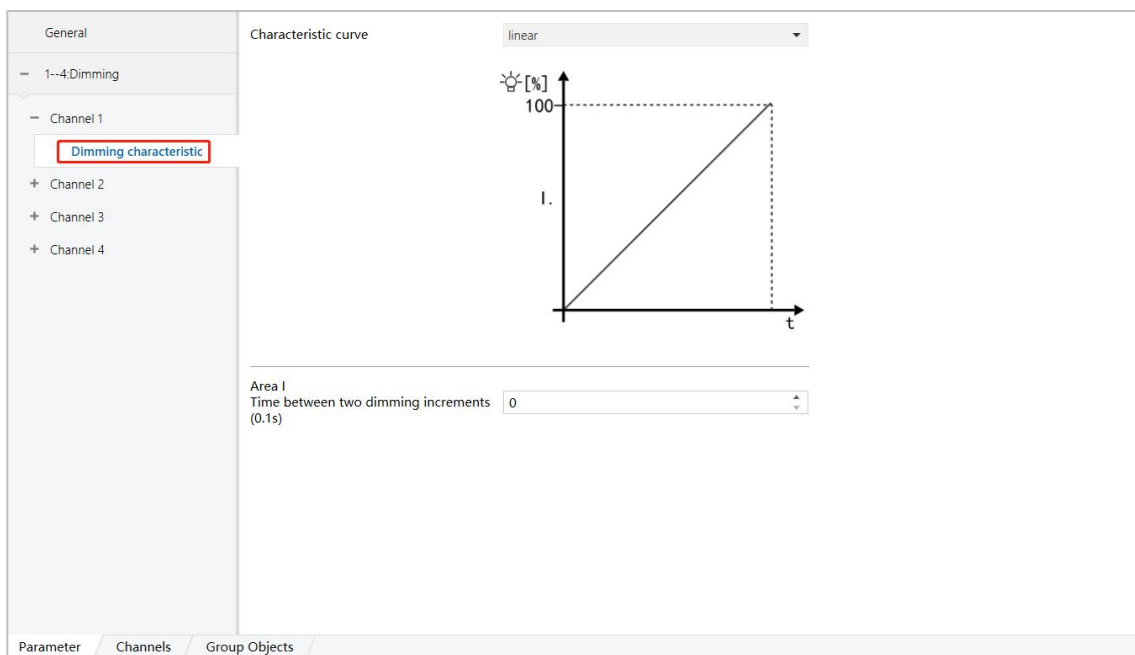 General
1--4:Dimming
Channel 1
Dimming characteristic
Channel 2
Channel 3
Channel 4
Characteristic curve
linear
[%]
100
I.
t
Area I
Time between two dimming increments
(0.1s)
0
Parameter
Channels
Group Objects